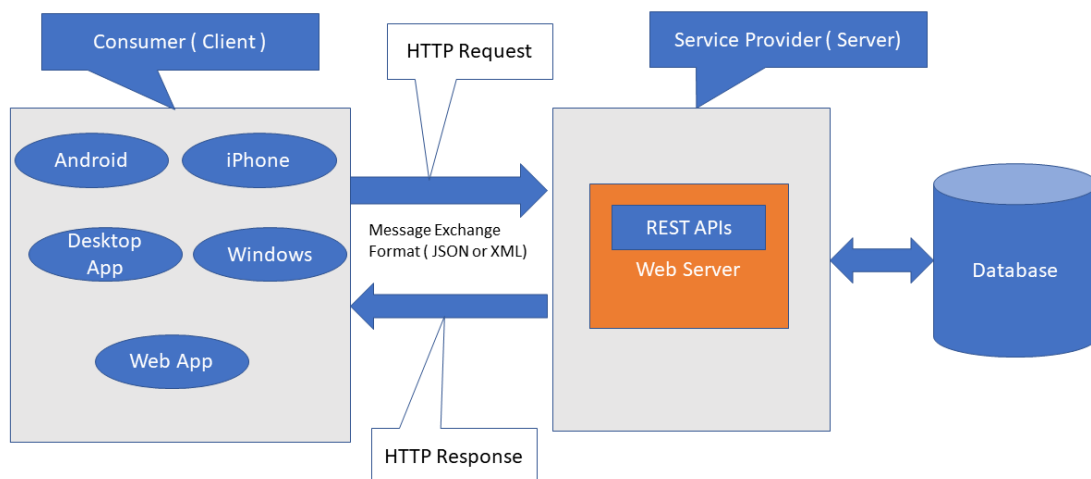 Consumer ( Client )
HTTP Request
Service Provider ( Server)
Android
iPhone
Desktop
App
Windows
Web App
Message Exchange
Format ( JSON or XML)
REST APIs
Web Server
Database
HTTP Response